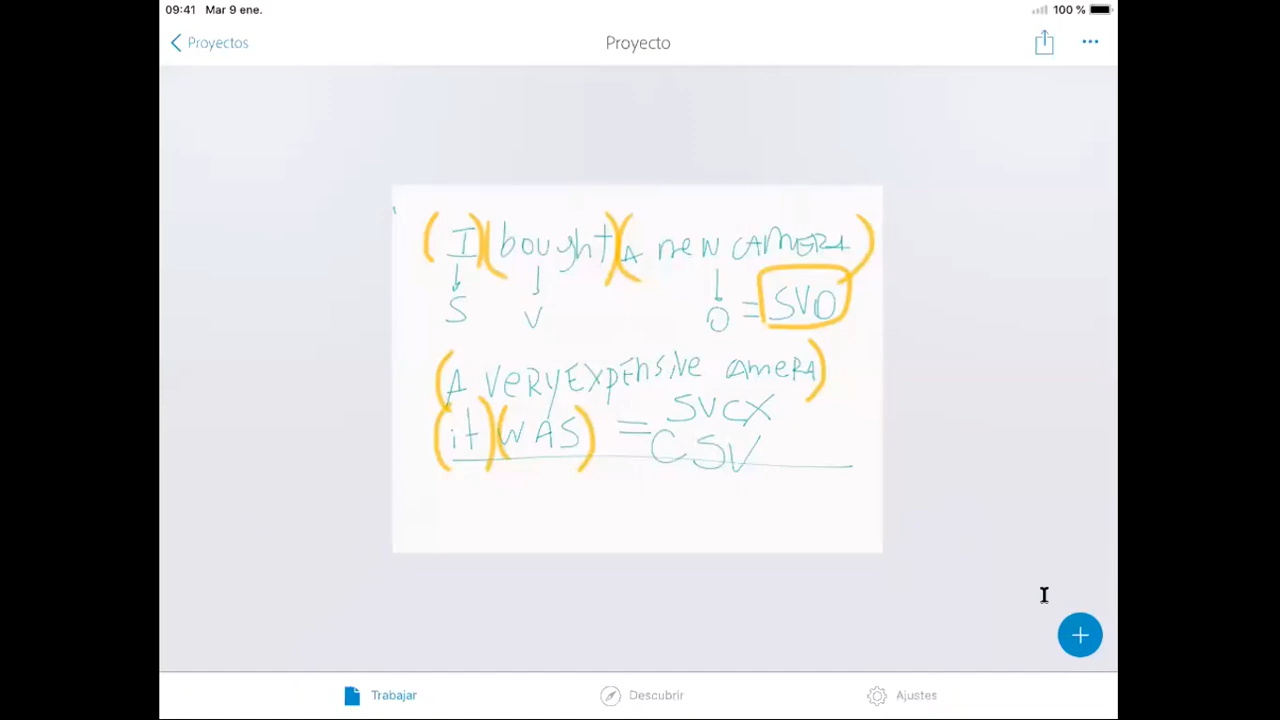 09:41 Mar 9 ene. 100 %
Proyectos Proyecto
(I)(bought)(A new CAMERA)
S V O = SVO
(A VERY EXPEnsive camERA)
SVCX
(it)(WAS) = CSV
Trabajar Descubrir Ajustes